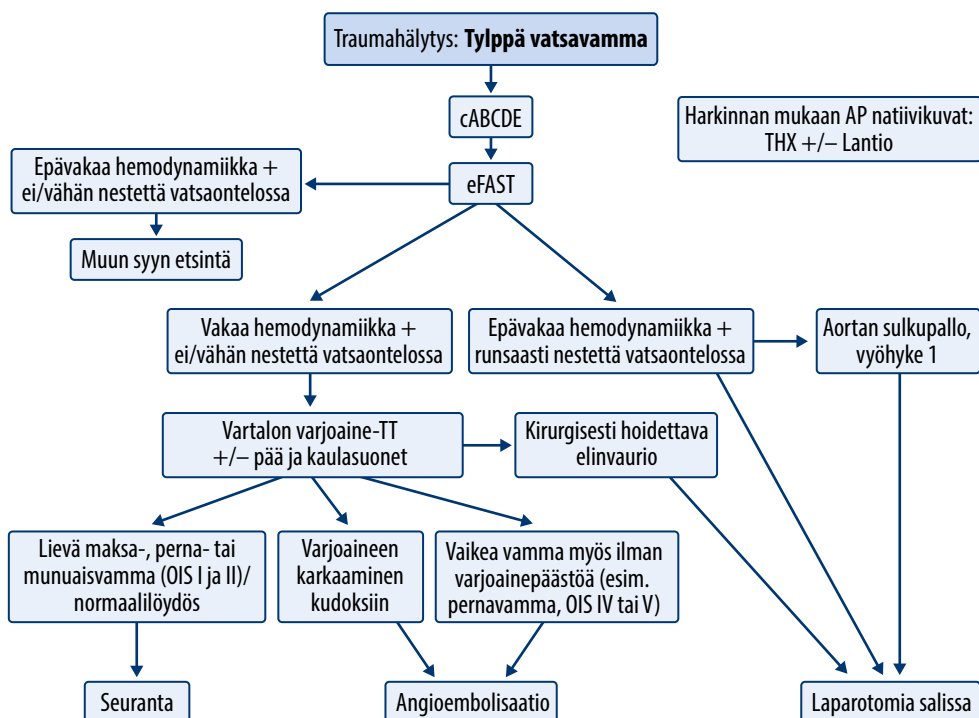 Traumahälytys: Tylppä vatsavamma
cABCDE
Harkinnan mukaan AP natiivikuvat:
THX +/– Lantio
Epävakaa hemodynamiikka +
ei/vähän nestettä vatsaontelossa
eFAST
Muun syyn etsintä
Vakaa hemodynamiikka +
ei/vähän nestettä vatsaontelossa
Epävakaa hemodynamiikka +
runsaasti nestettä vatsaontelossa
Aortan sulkupallo,
vyöhyke 1
Vartalon varjoaine-TT
+/– pää ja kaulasuonet
Kirurgisesti hoidettava
elinvaurio
Lievä maksa-, perna- tai
munuaisvamma (OIS I ja II)/
normaalilöydös
Varjoaineen
karkaaminen
kudoksiin
Vaikea vamma myös ilman
varjoainepäästöä (esim.
pernavamma, OIS IV tai V)
Seuranta
Angioembolisaatio
Laparotomia salissa